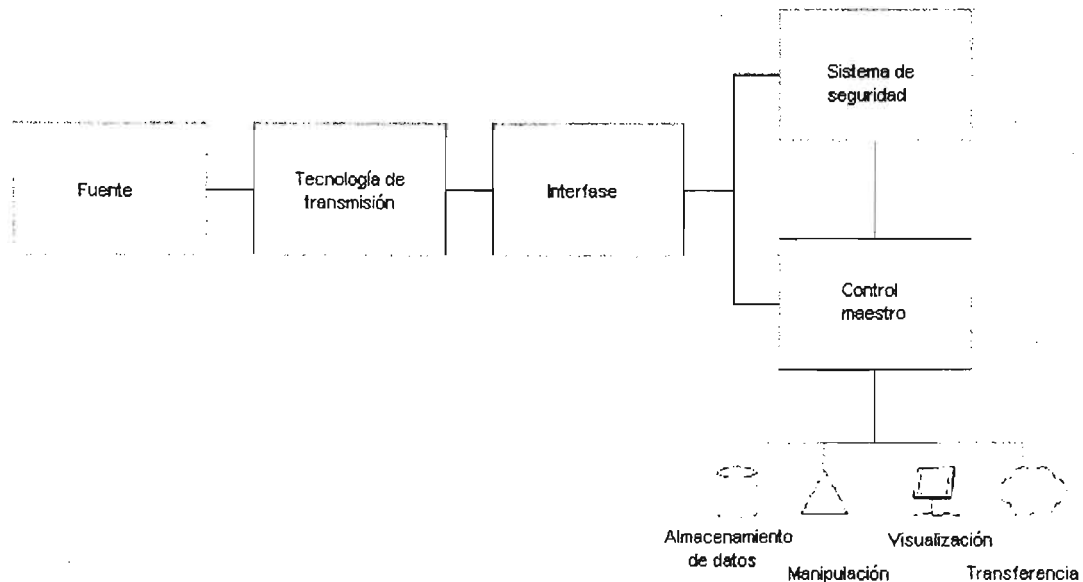 Sistema de
seguridad
Fuente
Tecnología de
transmisión
Interfase
Control
maestro
Almacenamiento
de datos
Manipulación
Visualización
Transferencia